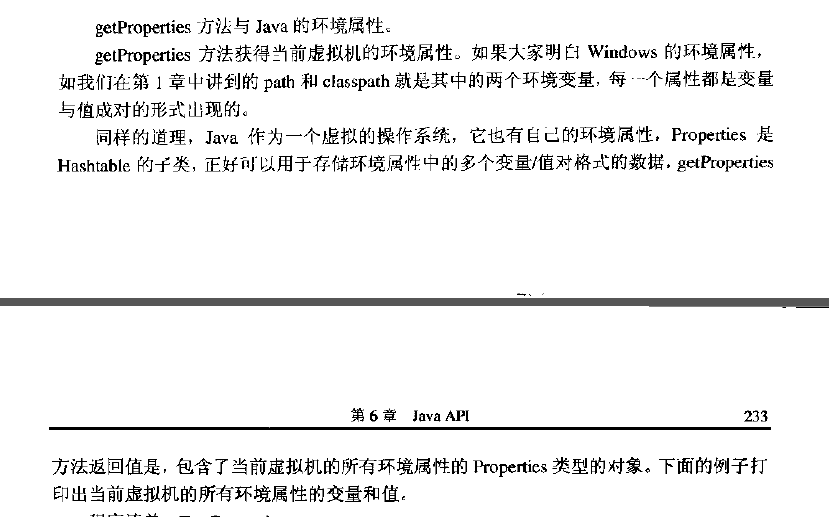 getProperties 方法与 Java 的环境属性。
getProperties 方法获得当前虚拟机的环境属性。如果大家明白 Windows 的环境属性，
如我们在第 1 章中讲到的 path 和 classpath 就是其中的两个环境变量，每一个属性都是变量
与值成对的形式出现的。
同样的道理，Java 作为一个虚拟的操作系统，它也有自己的环境属性，Properties 是
Hashtable 的子类，正好可以用于存储环境属性中的多个变量/值对格式的数据，getProperties
第 6 章 Java API 233
方法返回值是，包含了当前虚拟机的所有环境属性的 Properties 类型的对象。下面的例子打
印出当前虚拟机的所有环境属性的变量和值。